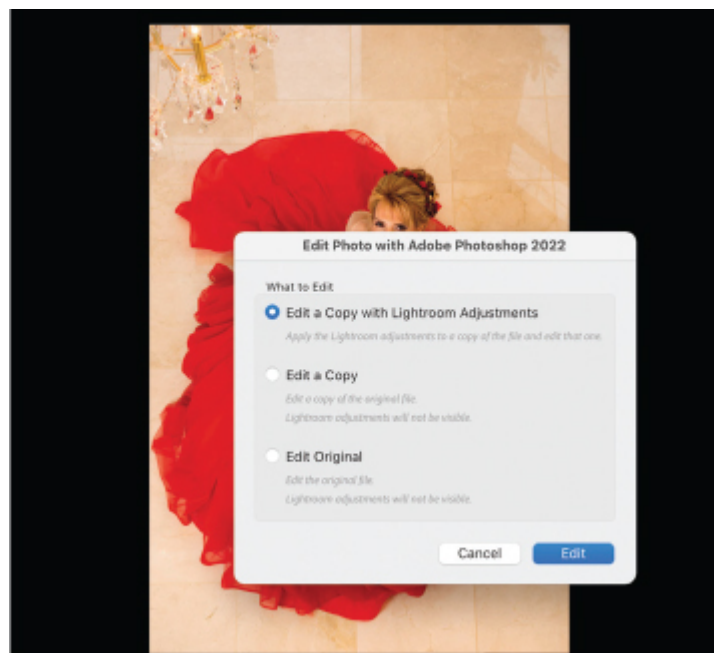 Edit Photo with Adobe Photoshop 2022
What to Edit
Edit a Copy with Lightroom Adjustments
Apply the Lightroom adjustments to a copy of the file and edit that one.
Edit a Copy
Edit a copy of the original file.
Lightroom adjustments will not be visible.
Edit Original
Edit the original file.
Lightroom adjustments will not be visible.
Cancel Edit